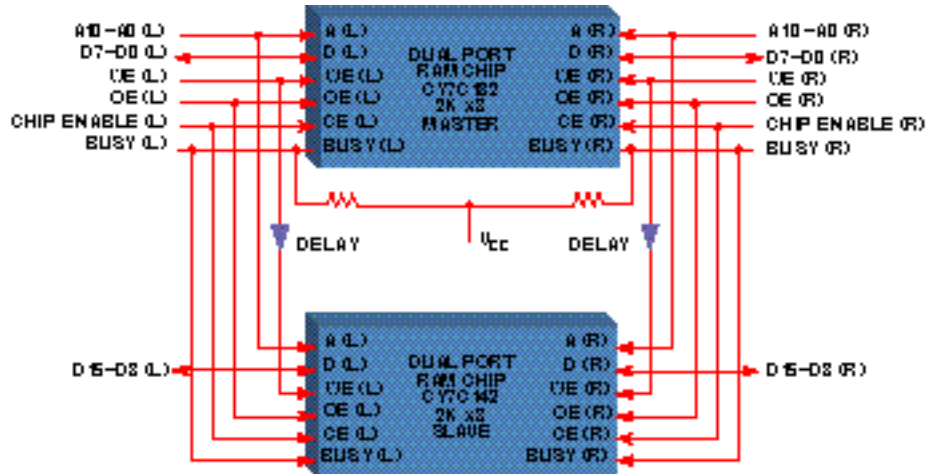 A10-A0 (L)
D7-D0 (L)
WE (L)
OE (L)
CHIP ENABLE (L)
BUSY (L)
A (L)
D (L)
WE (L)
OE (L)
CE (L)
BUSY (L)
DUAL PORT
RAM CHIP
CY7C132
2K x8
MASTER
A (R)
D (R)
WE (R)
OE (R)
CE (R)
BUSY (R)
A10-A0 (R)
D7-D0 (R)
WE (R)
OE (R)
CHIP ENABLE (R)
BUSY (R)
DELAY
VCC
DELAY
D15-D8 (L)
A (L)
D (L)
WE (L)
OE (L)
CE (L)
BUSY (L)
DUAL PORT
RAM CHIP
CY7C142
2K x8
SLAVE
A (R)
D (R)
WE (R)
OE (R)
CE (R)
BUSY (R)
D15-D8 (R)